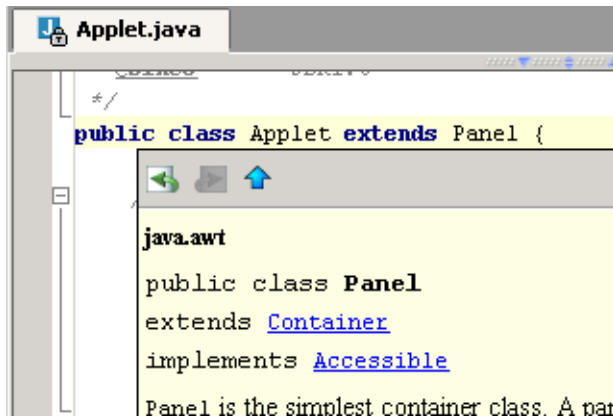 Applet.java
*/
public class Applet extends Panel {
java.awt
public class Panel
extends Container
implements Accessible
Panel is the simplest container class. A